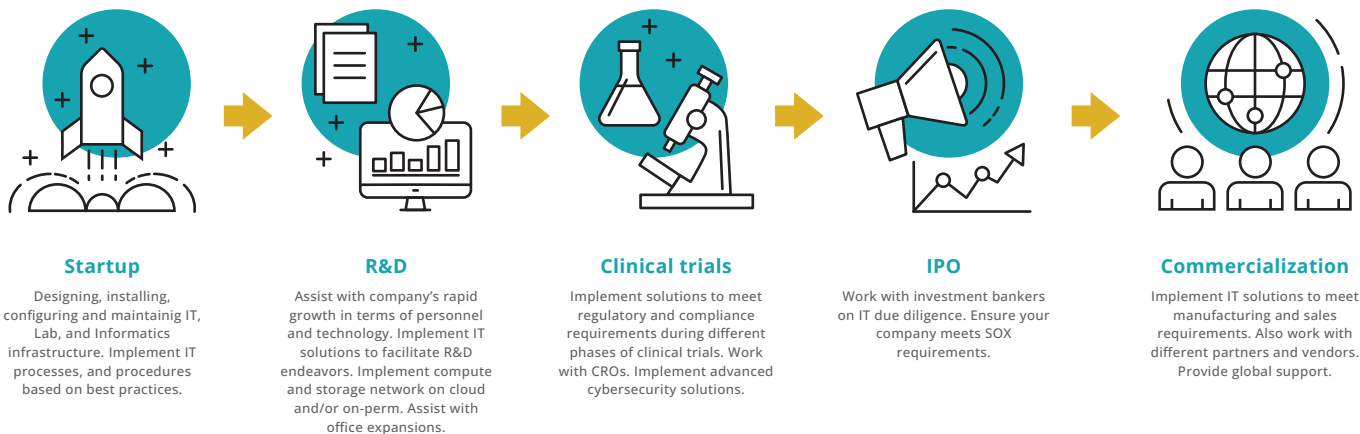 Startup
Designing, installing,
configuring and maintainig IT,
Lab, and Informatics
infrastructure. Implement IT
processes, and procedures
based on best practices.
R&D
Assist with company’s rapid
growth in terms of personnel
and technology. Implement IT
solutions to facilitate R&D
endeavors. Implement compute
and storage network on cloud
and/or on-perm. Assist with
office expansions.
Clinical trials
Implement solutions to meet
regulatory and compliance
requirements during different
phases of clinical trials. Work
with CROs. Implement advanced
cybersecurity solutions.
IPO
Work with investment bankers
on IT due diligence. Ensure your
company meets SOX
requirements.
Commercialization
Implement IT solutions to meet
manufacturing and sales
requirements. Also work with
different partners and vendors.
Provide global support.